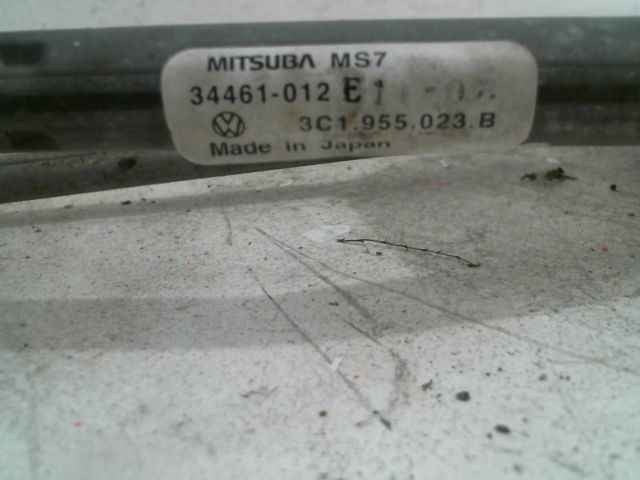 MITSUBA MS7
34461-012
3C1.955.023.B
Made in Japan